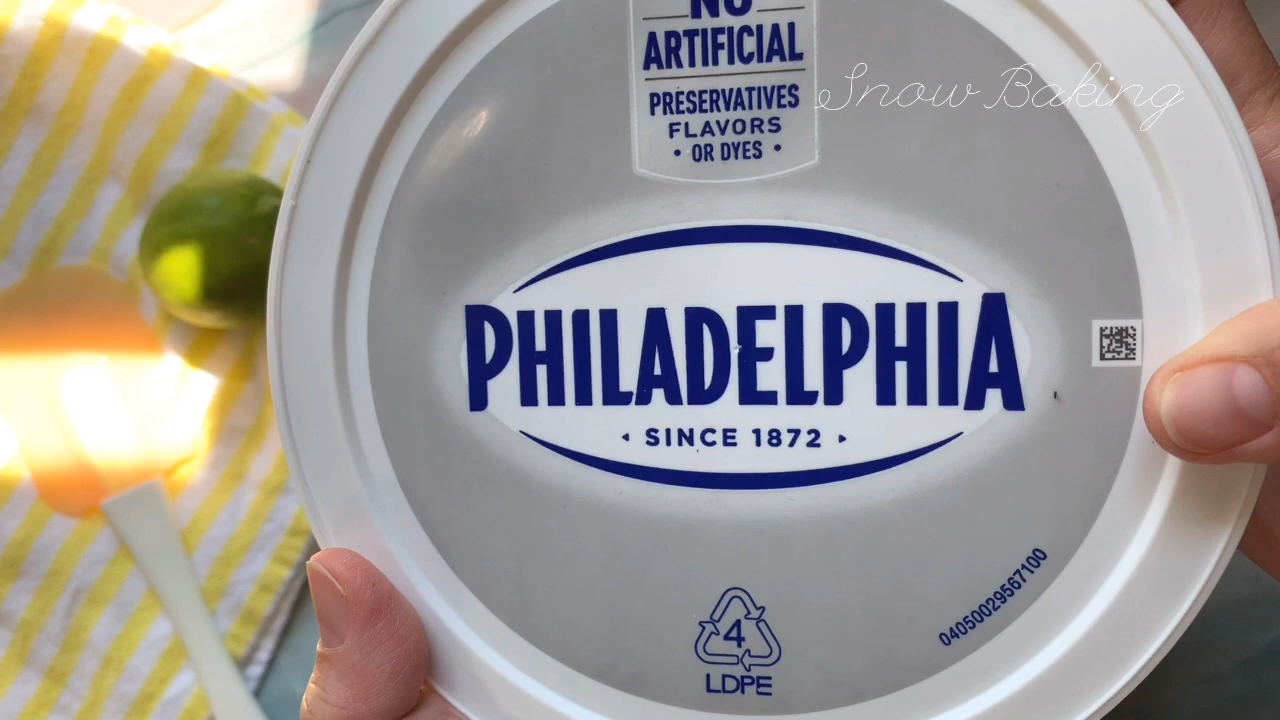 NO
ARTIFICIAL
PRESERVATIVES
FLAVORS
• OR DYES •
Snow Baking
PHILADELPHIA
SINCE 1872
04050029567100
4
LDPE